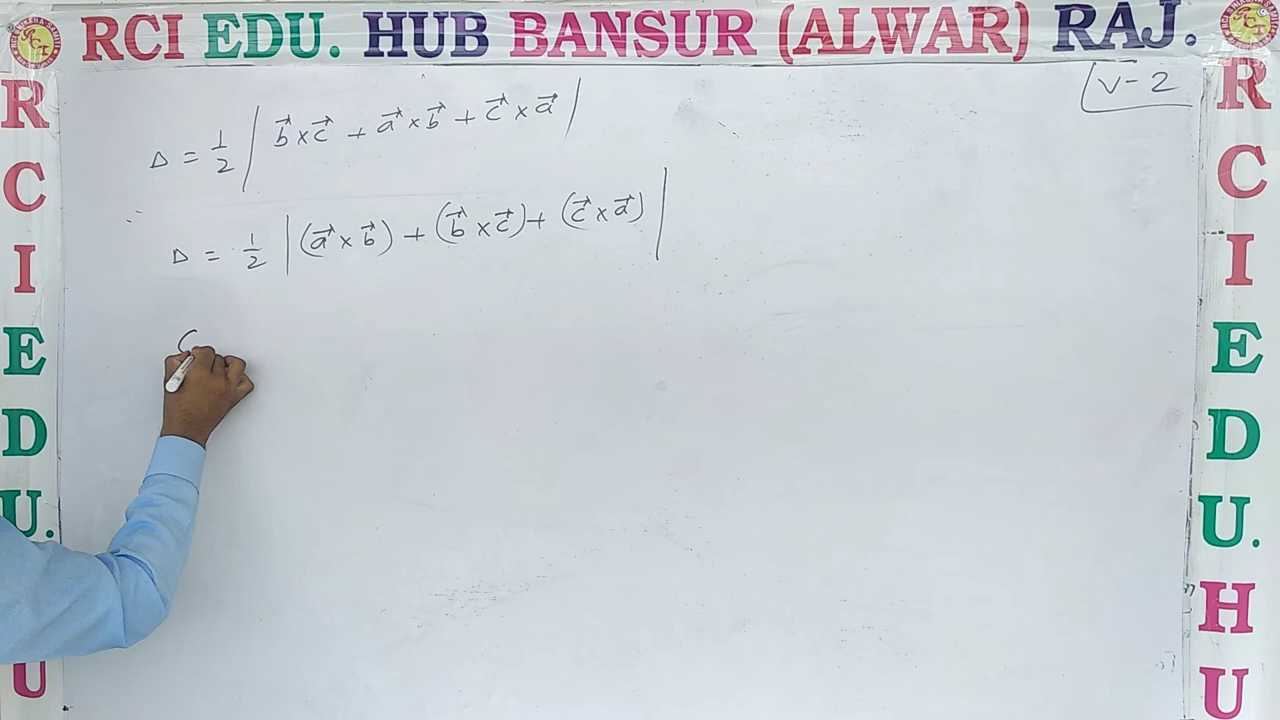 RCI EDU. HUB BANSUR (ALWAR) RAJ.
V-2
Δ = 1/2 | b⃗ × c⃗ + a⃗ × b⃗ + c⃗ × a⃗ |
∴
Δ = 1/2 | (a⃗ × b⃗) + (b⃗ × c⃗) + (c⃗ × a⃗) |
R
C
I
E
D
U.
U
R
C
I
E
D
U.
H
U